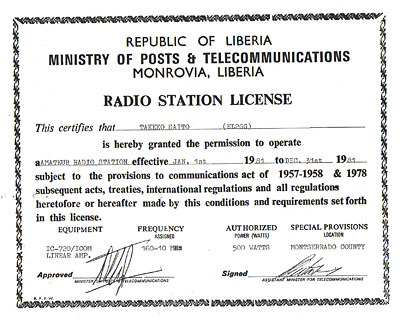 REPUBLIC OF LIBERIA
MINISTRY OF POSTS & TELECOMMUNICATIONS
MONROVIA, LIBERIA
RADIO STATION LICENSE
This certifies that TAKEKO SAITO (EL2GG)
is hereby granted the permission to operate
a AMATEUR RADIO STATION effective JAN. 1st 1981 to DEC. 31st 1981
subject to the provisions to communications act of 1957-1958 & 1978
subsequent acts, treaties, international regulations and all regulations
heretofore or hereafter made by this conditions and requirements set forth
in this license.
EQUIPMENT FREQUENCY AUTHORIZED SPECIAL PROVISIONS
ASSIGNED POWER (WATTS) LOCATION
IC-720/ICOM 160-10 MHz 500 WATTS MONTSERRADO COUNTY
LINEAR AMP.
Approved Signed
MINISTER TELECOMMUNICATIONS ASSISTANT MINISTER FOR TELECOMMUNICATIONS